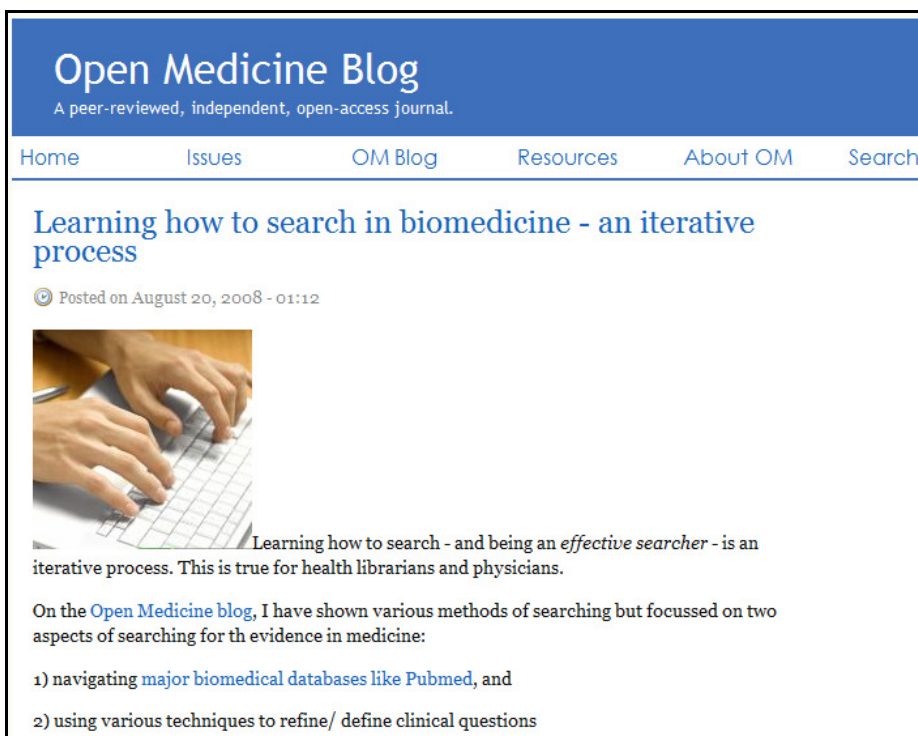 Open Medicine Blog
A peer-reviewed, independent, open-access journal.
Home Issues OM Blog Resources About OM Search
Learning how to search in biomedicine - an iterative
process
Posted on August 20, 2008 - 01:12
Learning how to search - and being an effective searcher - is an
iterative process. This is true for health librarians and physicians.
On the Open Medicine blog, I have shown various methods of searching but focussed on two
aspects of searching for th evidence in medicine:
1) navigating major biomedical databases like Pubmed, and
2) using various techniques to refine/ define clinical questions